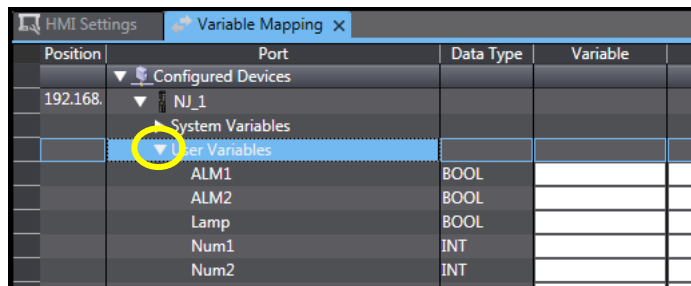 HMI Settings Variable Mapping
Position Port Data Type Variable
Configured Devices
192.168. NJ_1
System Variables
User Variables
ALM1 BOOL
ALM2 BOOL
Lamp BOOL
Num1 INT
Num2 INT